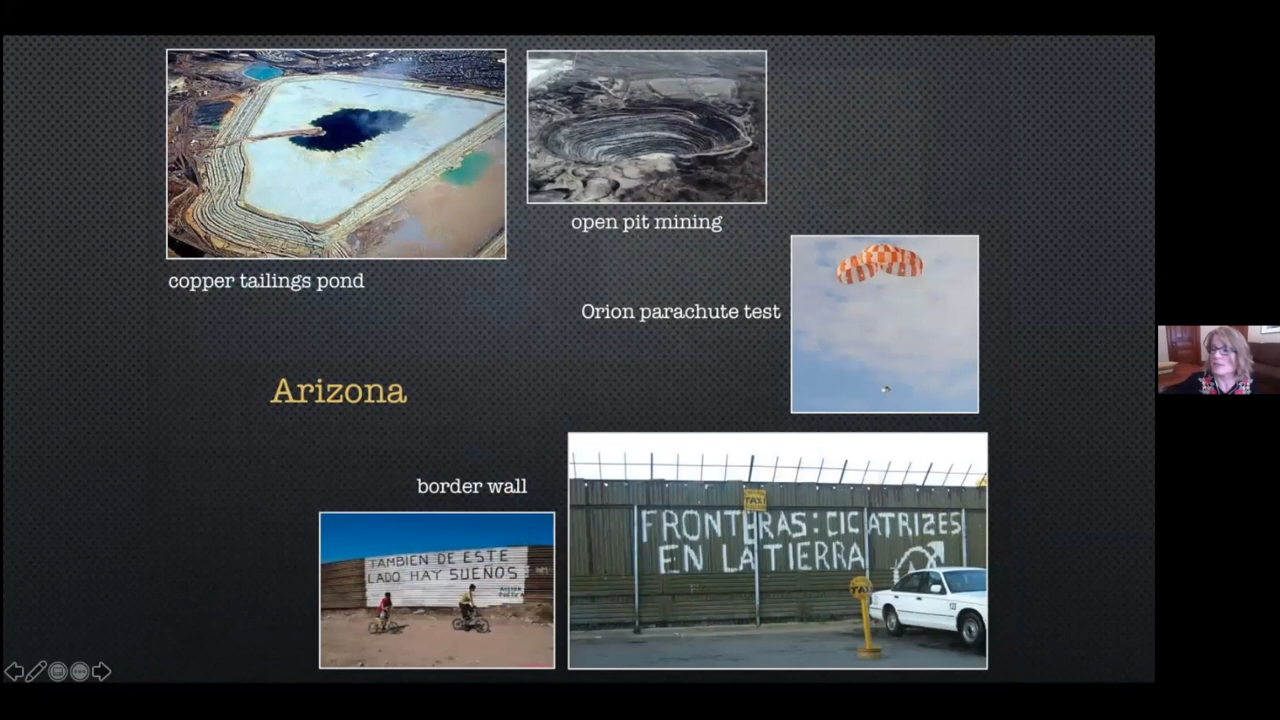 open pit mining
copper tailings pond
Orion parachute test
Arizona
border wall
TAMBIEN DE ESTE
LADO HAY SUEÑOS
TAXI
FRONTERAS: CICATRIZES
EN LA TIERRA
TAXI